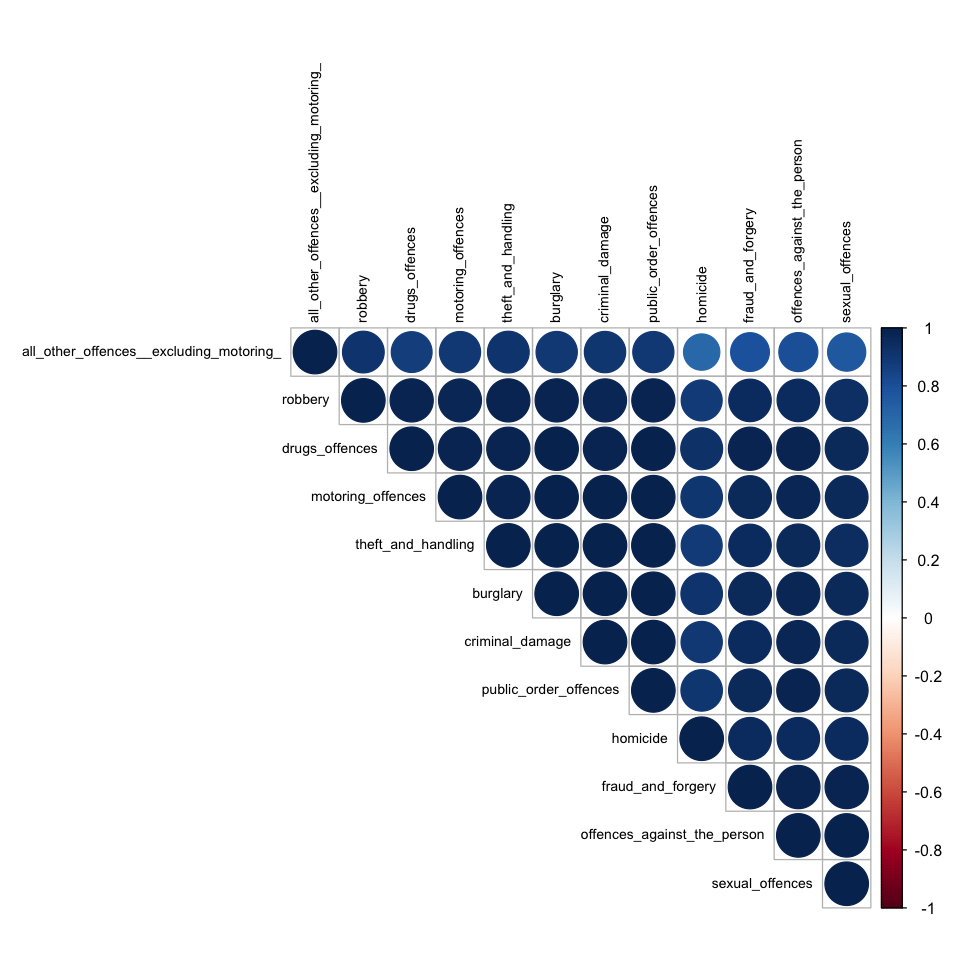 all_other_offences__excluding_motoring_
robbery
drugs_offences
motoring_offences
theft_and_handling
burglary
criminal_damage
public_order_offences
homicide
fraud_and_forgery
offences_against_the_person
sexual_offences
all_other_offences__excluding_motoring_
robbery
drugs_offences
motoring_offences
theft_and_handling
burglary
criminal_damage
public_order_offences
homicide
fraud_and_forgery
offences_against_the_person
sexual_offences
1
0.8
0.6
0.4
0.2
0
-0.2
-0.4
-0.6
-0.8
-1